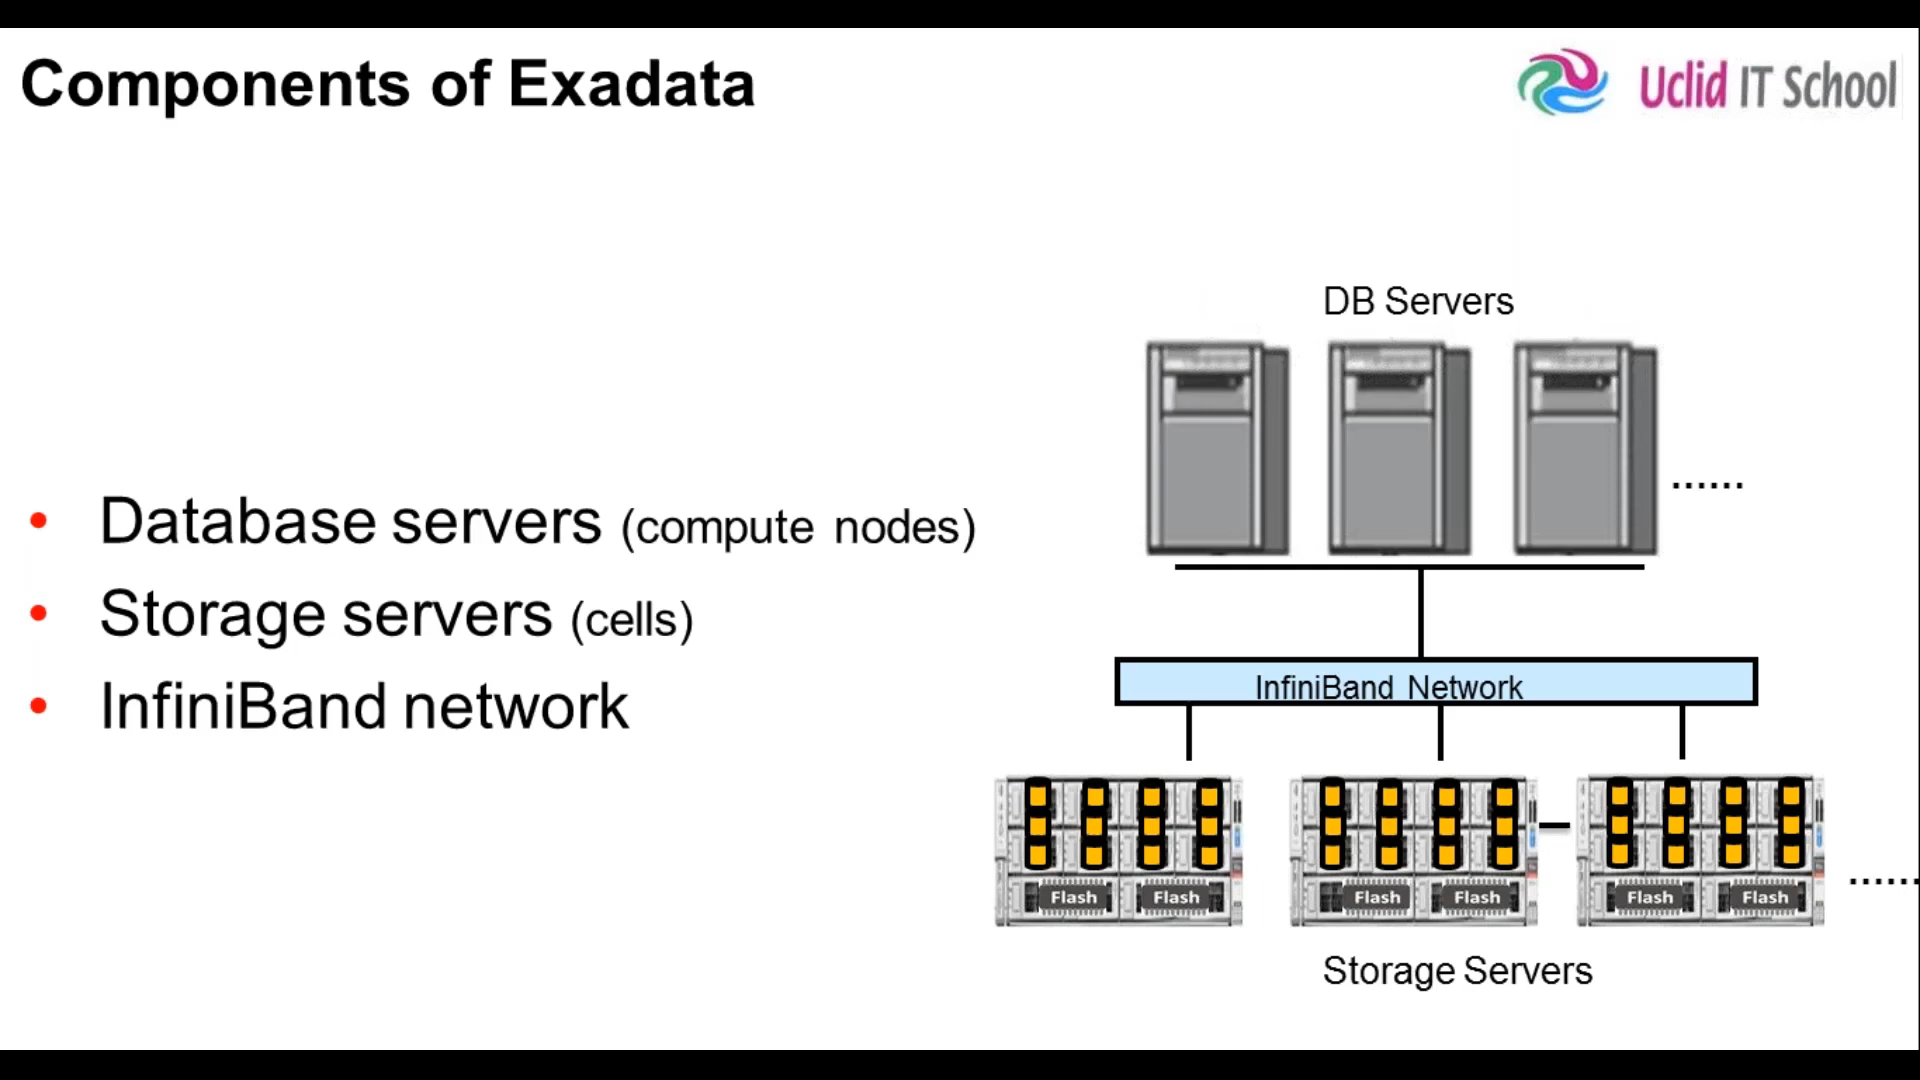 Components of Exadata
Uclid IT School
DB Servers
......
• Database servers (compute nodes)
• Storage servers (cells)
• InfiniBand network
InfiniBand Network
Flash Flash Flash Flash Flash Flash
......
Storage Servers